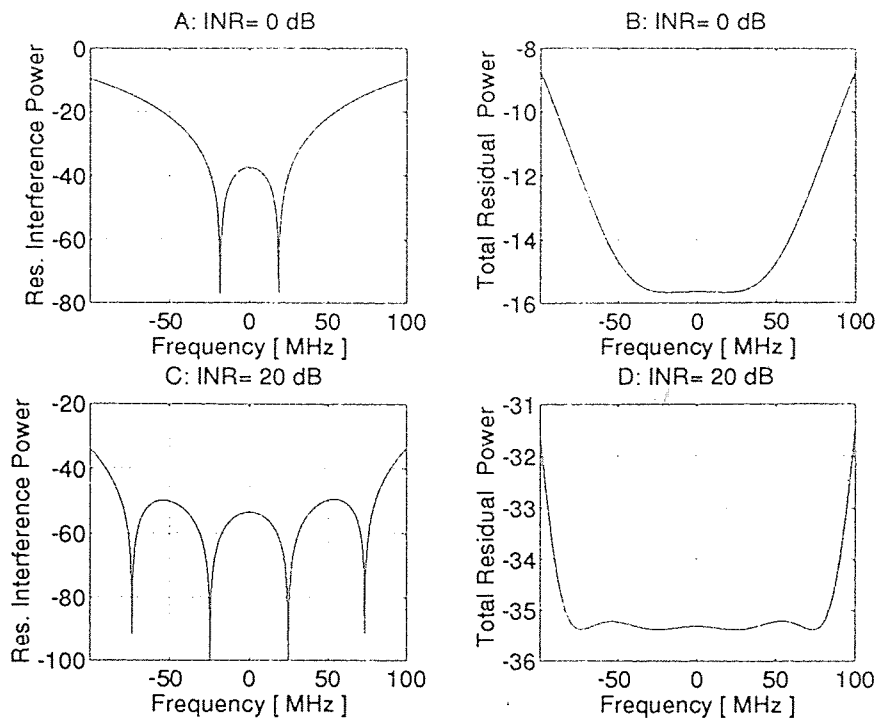 A: INR= 0 dB
Res. Interference Power
0
-20
-40
-60
-80
-50 0 50 100
Frequency [ MHz ]
B: INR= 0 dB
Total Residual Power
-8
-10
-12
-14
-16
-50 0 50 100
Frequency [ MHz ]
C: INR= 20 dB
Res. Interference Power
-20
-40
-60
-80
-100
-50 0 50 100
Frequency [ MHz ]
D: INR= 20 dB
Total Residual Power
-31
-32
-33
-34
-35
-36
-50 0 50 100
Frequency [ MHz ]